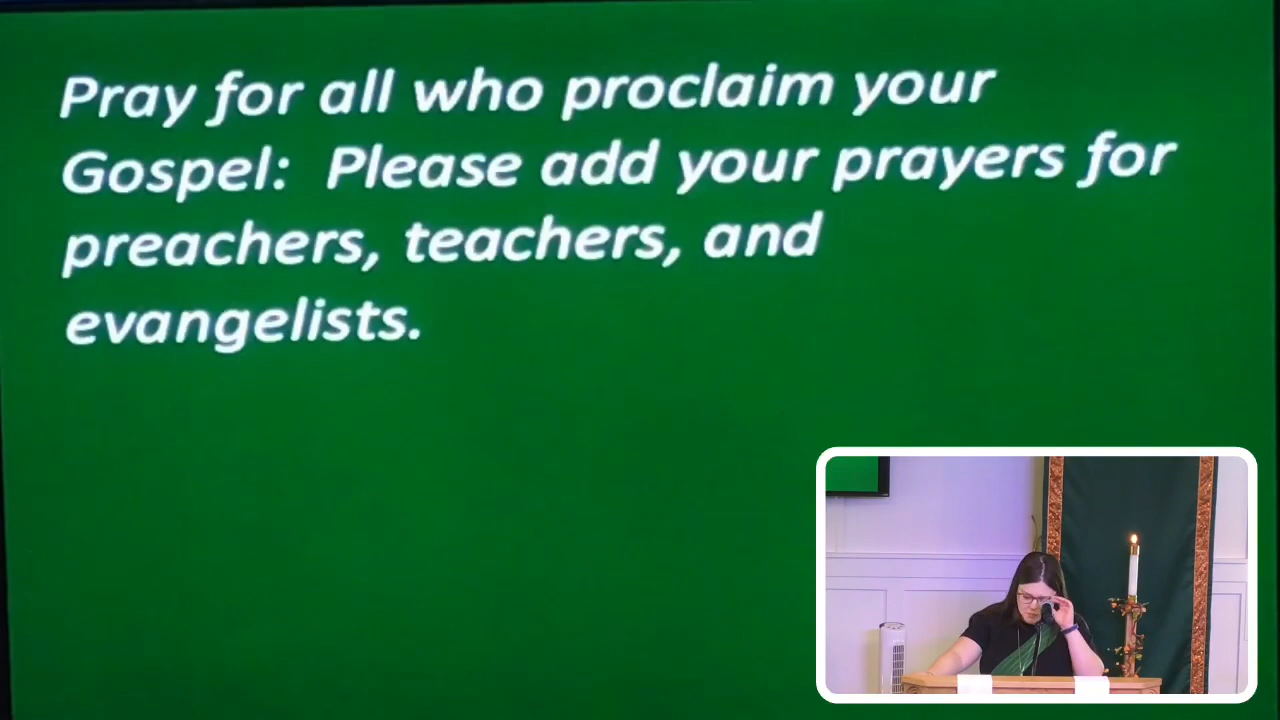 Pray for all who proclaim your
Gospel:  Please add your prayers for
preachers, teachers, and
evangelists.